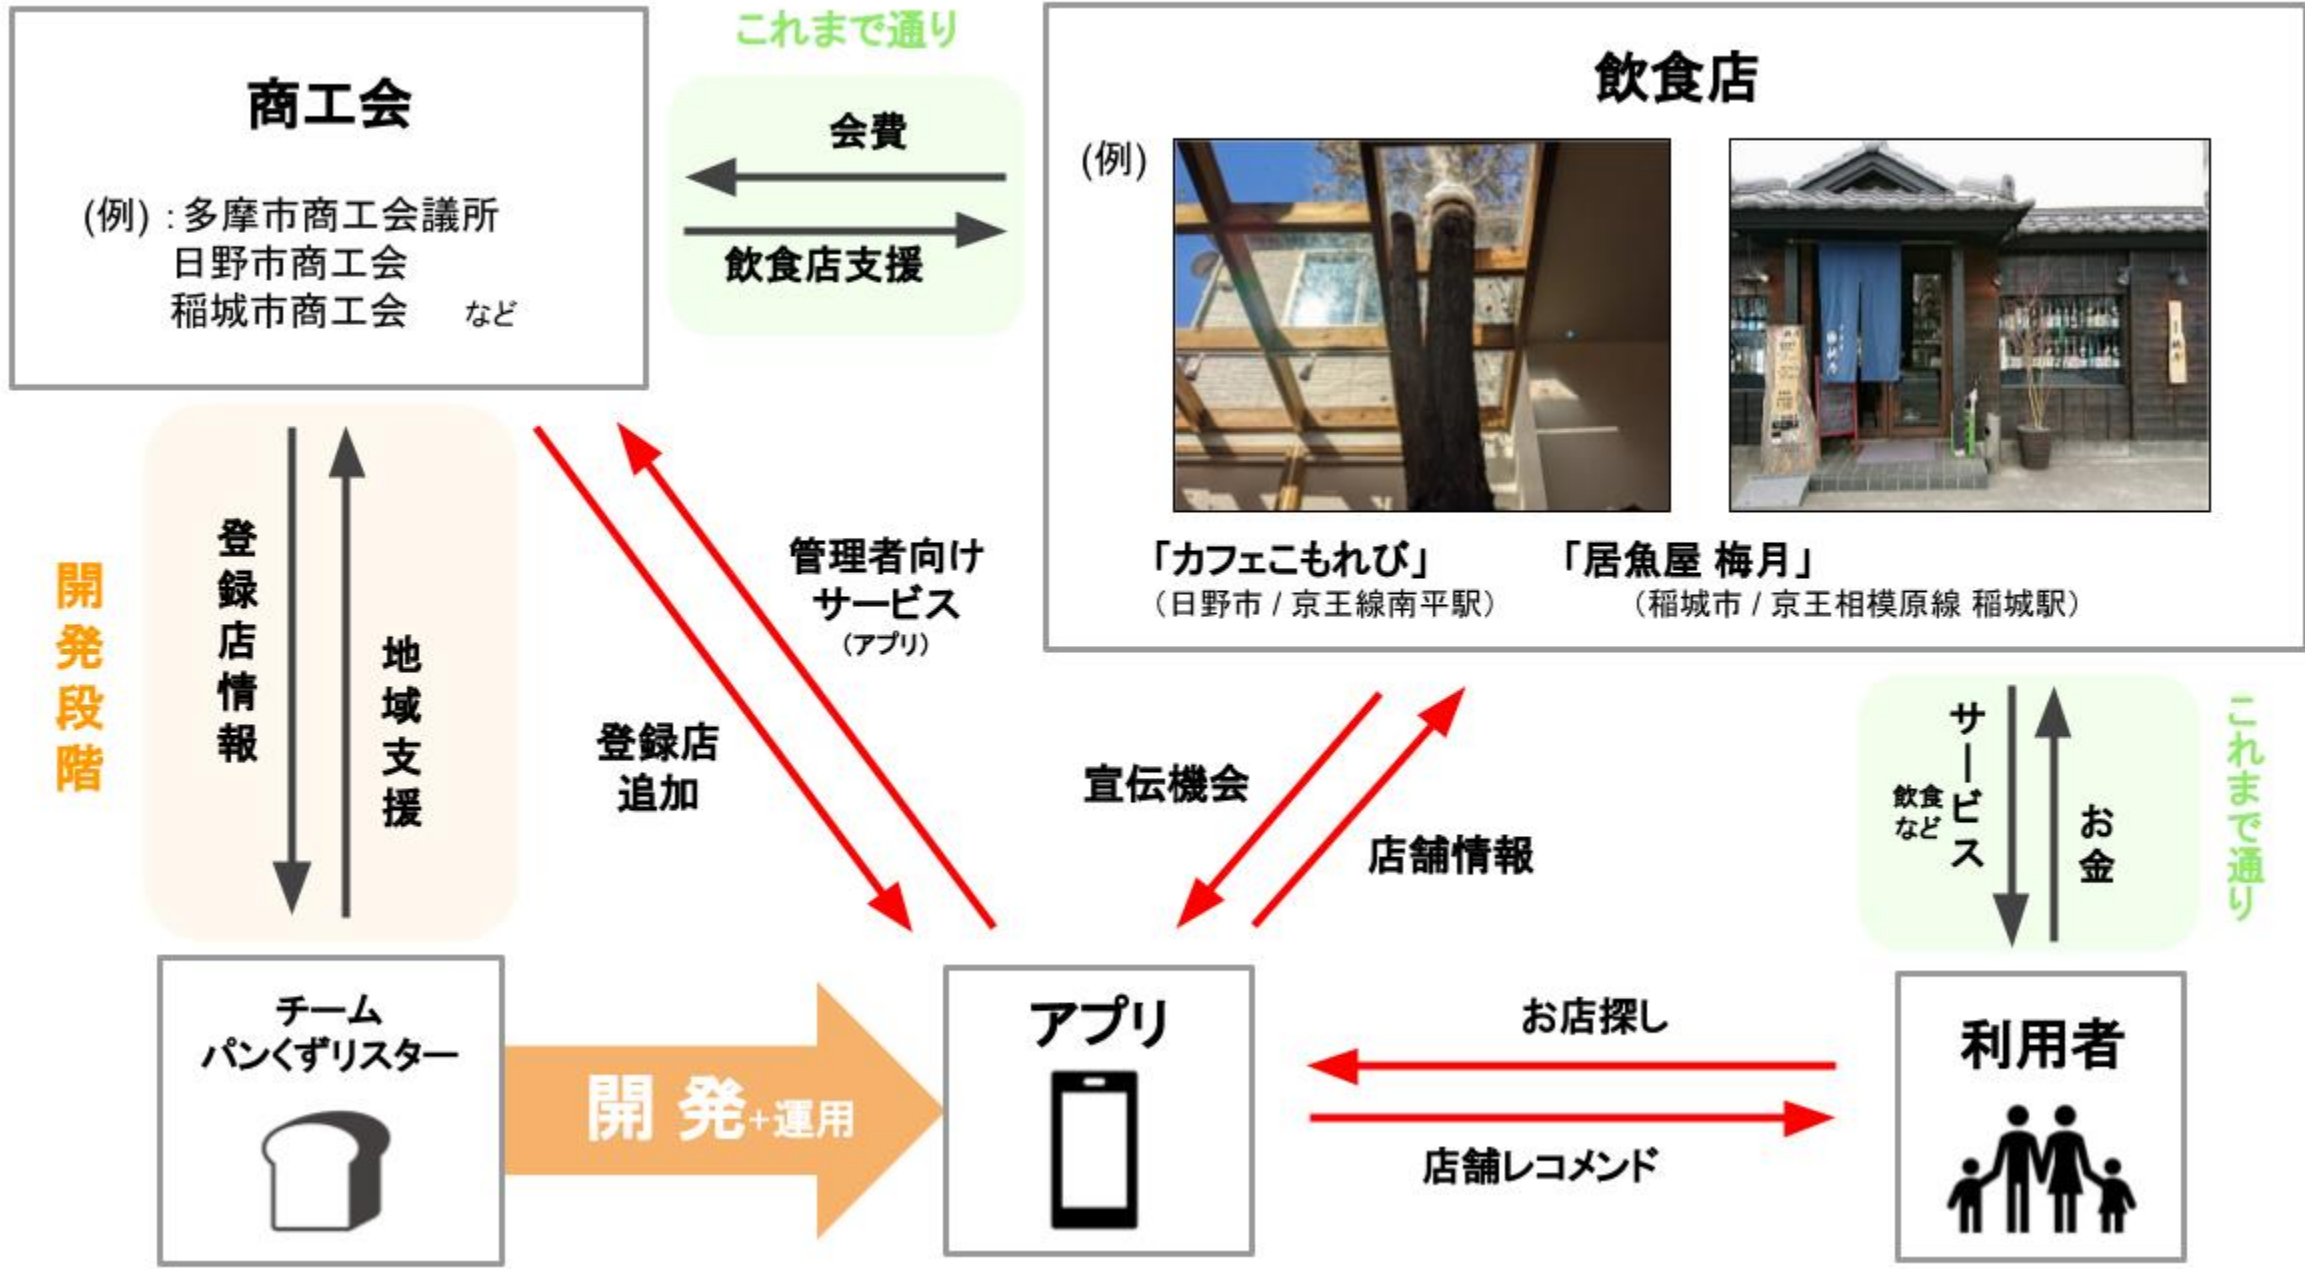 これまで通り
商工会
(例) : 多摩市商工会議所
日野市商工会
稲城市商工会 など
会費
飲食店支援
飲食店
(例)
「カフェこもれび」
（日野市 / 京王線南平駅）
「居魚屋 梅月」
（稲城市 / 京王相模原線 稲城駅）
開発段階
登録店情報
地域支援
管理者向け
サービス
（アプリ）
登録店
追加
宣伝機会
店舗情報
サービス
飲食
など
お金
これまで通り
チーム
パンくずリスター
開 発+運用
アプリ
お店探し
店舗レコメンド
利用者